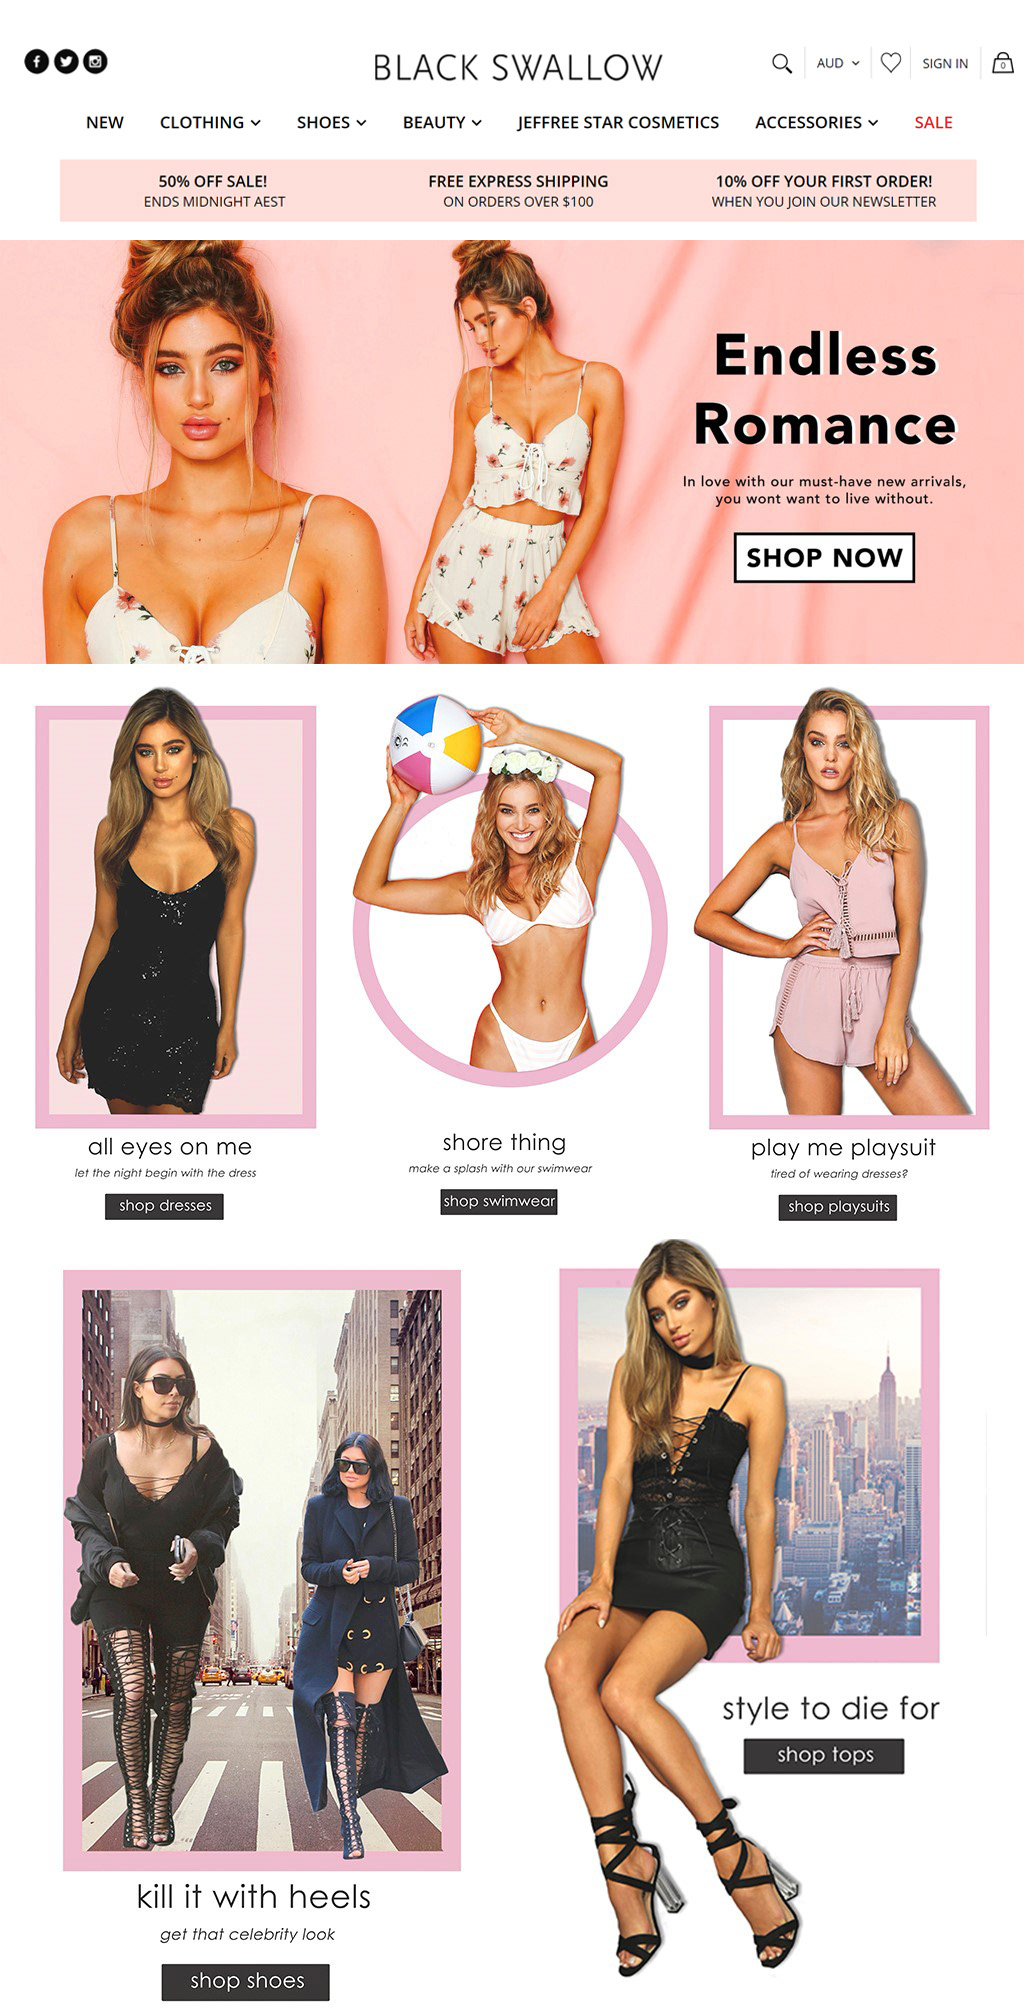 BLACK SWALLOW
AUD
SIGN IN
0
NEW CLOTHING SHOES BEAUTY JEFFREE STAR COSMETICS ACCESSORIES SALE
50% OFF SALE!
ENDS MIDNIGHT AEST
FREE EXPRESS SHIPPING
ON ORDERS OVER $100
10% OFF YOUR FIRST ORDER!
WHEN YOU JOIN OUR NEWSLETTER
Endless
Romance
In love with our must-have new arrivals,
you wont want to live without.
SHOP NOW
all eyes on me
let the night begin with the dress
shop dresses
shore thing
make a splash with our swimwear
shop swimwear
play me playsuit
tired of wearing dresses?
shop playsuits
kill it with heels
get that celebrity look
shop shoes
style to die for
shop tops